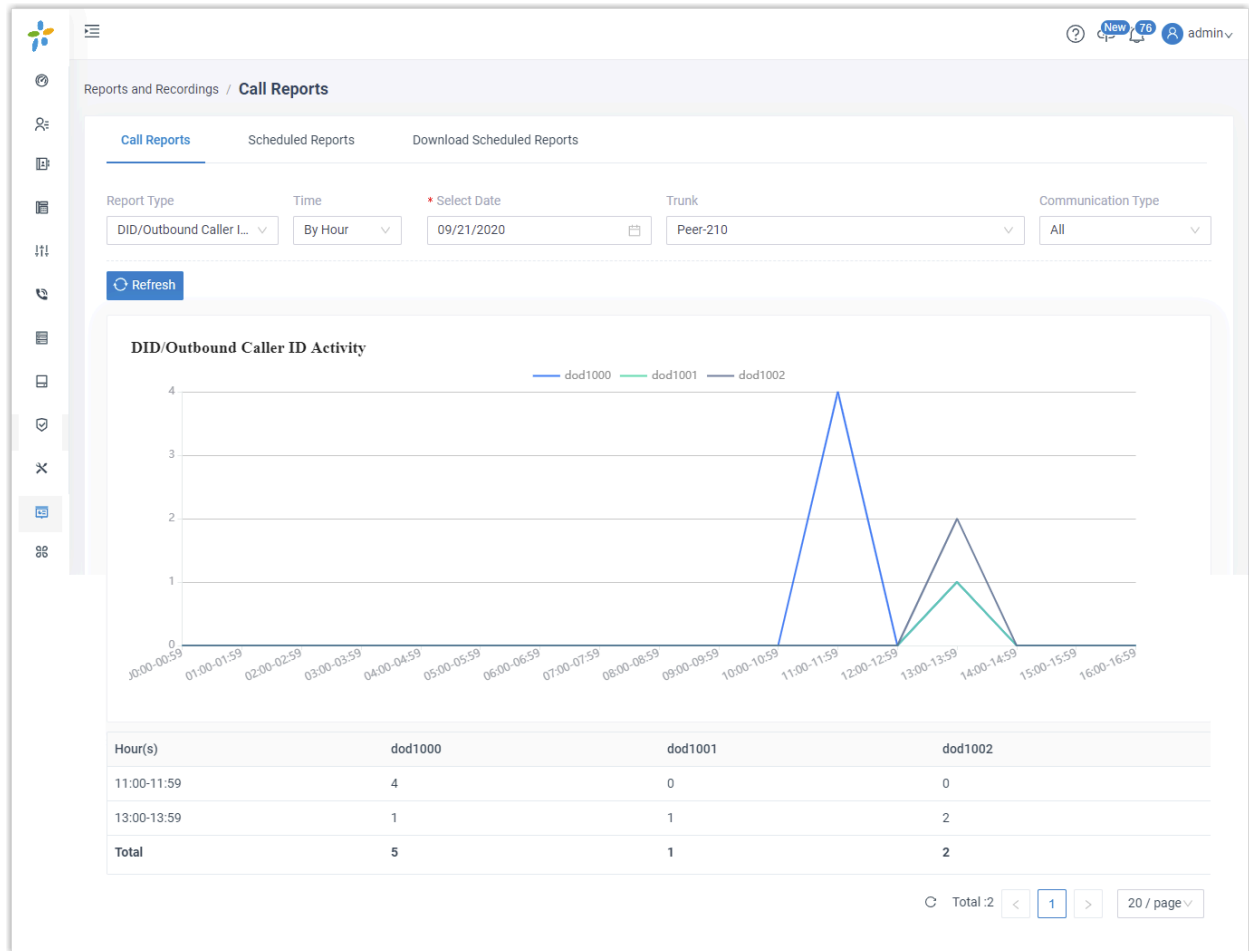 New 76 admin
Reports and Recordings / Call Reports
Call Reports Scheduled Reports Download Scheduled Reports
Report Type Time * Select Date Trunk Communication Type
DID/Outbound Caller I... By Hour 09/21/2020 Peer-210 All
Refresh
DID/Outbound Caller ID Activity
dod1000 dod1001 dod1002
4
3
2
1
0
00:00-00:59 01:00-01:59 02:00-02:59 03:00-03:59 04:00-04:59 05:00-05:59 06:00-06:59 07:00-07:59 08:00-08:59 09:00-09:59 10:00-10:59 11:00-11:59 12:00-12:59 13:00-13:59 14:00-14:59 15:00-15:59 16:00-16:59
Hour(s) dod1000 dod1001 dod1002
11:00-11:59 4 0 0
13:00-13:59 1 1 2
Total 5 1 2
Total :2 < 1 > 20 / page